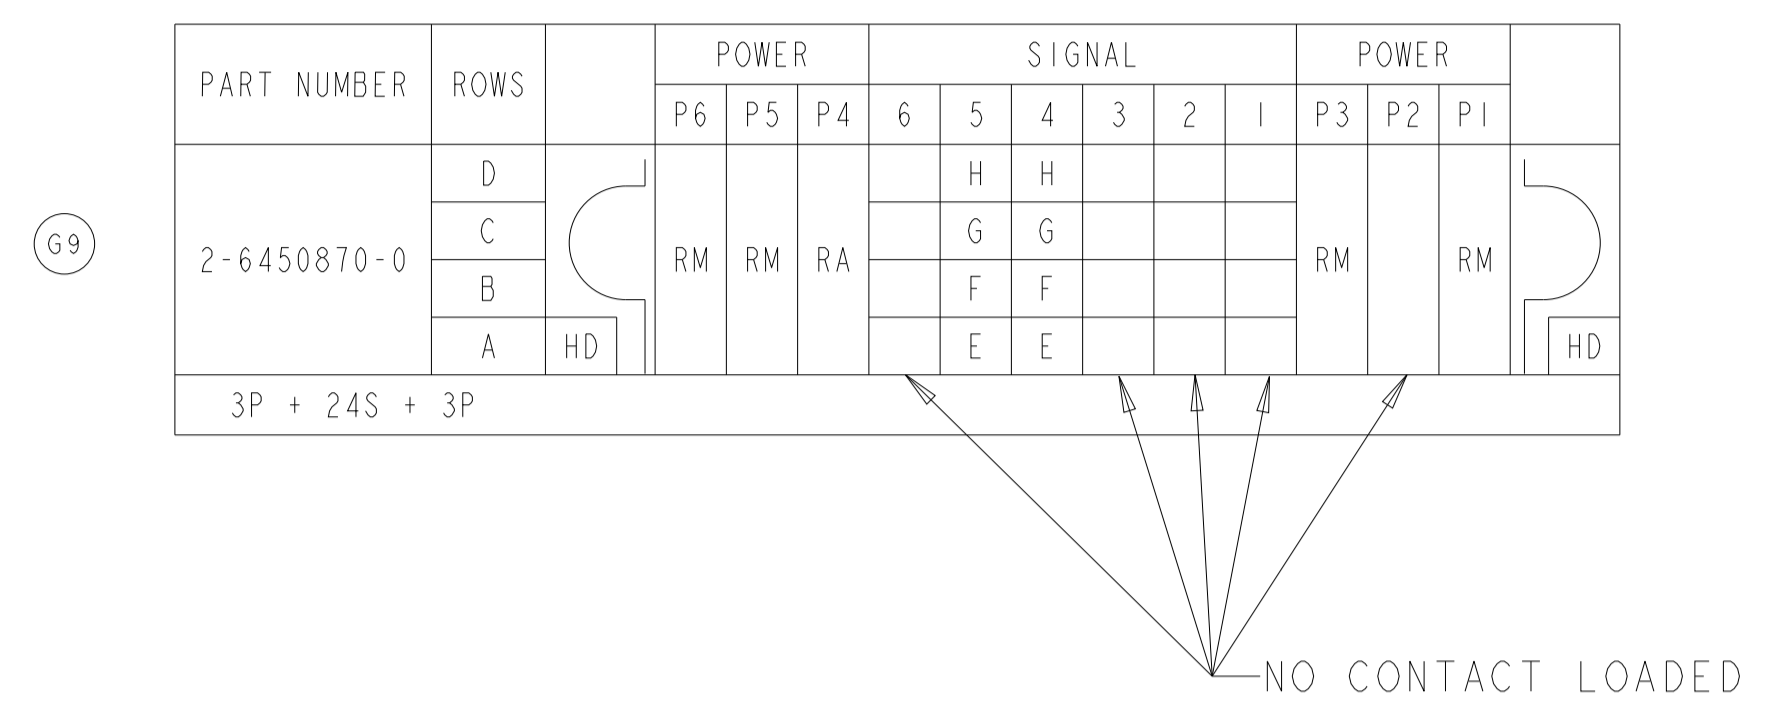 POWER SIGNAL POWER
PART NUMBER ROWS
P6 P5 P4 6 5 4 3 2 1 P3 P2 P1
D H H
G9
C G G
2-6450870-0 RM RM RA RM RM
B F F
A HD E E HD
3P + 24S + 3P
NO CONTACT LOADED